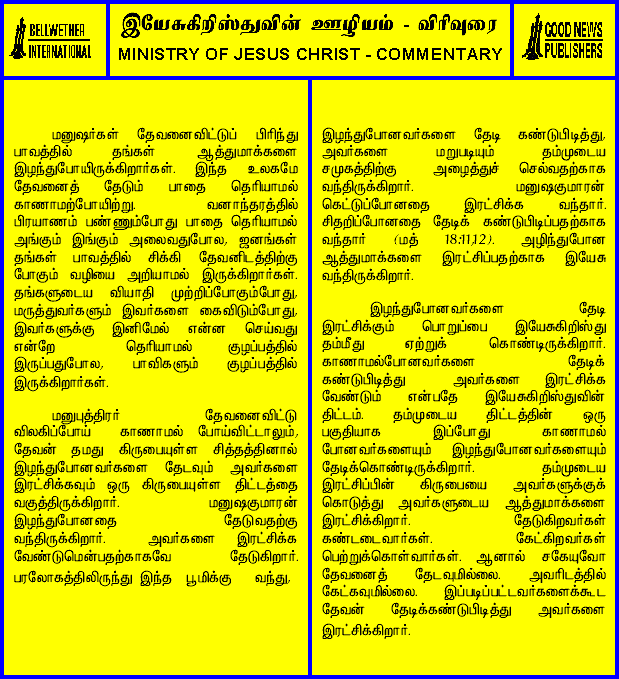 BELLWETHER
INTERNATIONAL
இயேசுகிறிஸ்துவின் ஊழியம் - விரிவுரை
MINISTRY OF JESUS CHRIST - COMMENTARY
GOOD NEWS
PUBLISHERS
மனுஷர்கள் தேவனைவிட்டுப் பிரிந்து
பாவத்தில் தங்கள் ஆத்துமாக்களை
இழந்துபோயிருக்கிறார்கள். இந்த உலகமே
தேவனைத் தேடும் பாதை தெரியாமல்
காணாமற்போயிற்று. வனாந்தரத்தில்
பிரயாணம் பண்ணும்போது பாதை தெரியாமல்
அங்கும் இங்கும் அலைவதுபோல, ஜனங்கள்
தங்கள் பாவத்தில் சிக்கி தேவனிடத்திற்கு
போகும் வழியை அறியாமல் இருக்கிறார்கள்.
தங்களுடைய வியாதி முற்றிப்போகும்போது,
மருத்துவர்களும் இவர்களை கைவிடும்போது,
இவர்களுக்கு இனிமேல் என்ன செய்வது
என்றே தெரியாமல் குழப்பத்தில்
இருப்பதுபோல, பாவிகளும் குழப்பத்தில்
இருக்கிறார்கள்.
மனுபுத்திரர் தேவனைவிட்டு
விலகிப்போய் காணாமல் போய்விட்டாலும்,
தேவன் தமது கிருபையுள்ள சித்தத்தினால்
இழந்துபோனவர்களை தேடவும் அவர்களை
இரட்சிக்கவும் ஒரு கிருபையுள்ள திட்டத்தை
வகுத்திருக்கிறார். மனுஷகுமாரன்
இழந்துபோனதை தேடுவதற்கு
வந்திருக்கிறார். அவர்களை இரட்சிக்க
வேண்டுமென்பதற்காகவே தேடுகிறார்.
பரலோகத்திலிருந்து இந்த பூமிக்கு வந்து,
இழந்துபோனவர்களை தேடி கண்டுபிடித்து,
அவர்களை மறுபடியும் தம்முடைய
சமுகத்திற்கு அழைத்துச் செல்வதற்காக
வந்திருக்கிறார். மனுஷகுமாரன்
கெட்டுப்போனதை இரட்சிக்க வந்தார்.
சிதறிப்போனதை தேடிக் கண்டுபிடிப்பதற்காக
வந்தார் (மத் 18:11,12). அழிந்துபோன
ஆத்துமாக்களை இரட்சிப்பதற்காக இயேசு
வந்திருக்கிறார்.
இழந்துபோனவர்களை தேடி
இரட்சிக்கும் பொறுப்பை இயேசுகிறிஸ்து
தம்மீது ஏற்றுக் கொண்டிருக்கிறார்.
காணாமல்போனவர்களை தேடிக்
கண்டுபிடித்து அவர்களை இரட்சிக்க
வேண்டும் என்பதே இயேசுகிறிஸ்துவின்
திட்டம். தம்முடைய திட்டத்தின் ஒரு
பகுதியாக இப்போது காணாமல்
போனவர்களையும் இழந்துபோனவர்களையும்
தேடிக்கொண்டிருக்கிறார். தம்முடைய
இரட்சிப்பின் கிருபையை அவர்களுக்குக்
கொடுத்து அவர்களுடைய ஆத்துமாக்களை
இரட்சிக்கிறார். தேடுகிறவர்கள்
கண்டடைவார்கள். கேட்கிறவர்கள்
பெற்றுக்கொள்வார்கள். ஆனால் சகேயுவோ
தேவனைத் தேடவுமில்லை. அவரிடத்தில்
கேட்கவுமில்லை. இப்படிப்பட்டவர்களைக்கூட
தேவன் தேடிக்கண்டுபிடித்து அவர்களை
இரட்சிக்கிறார்.